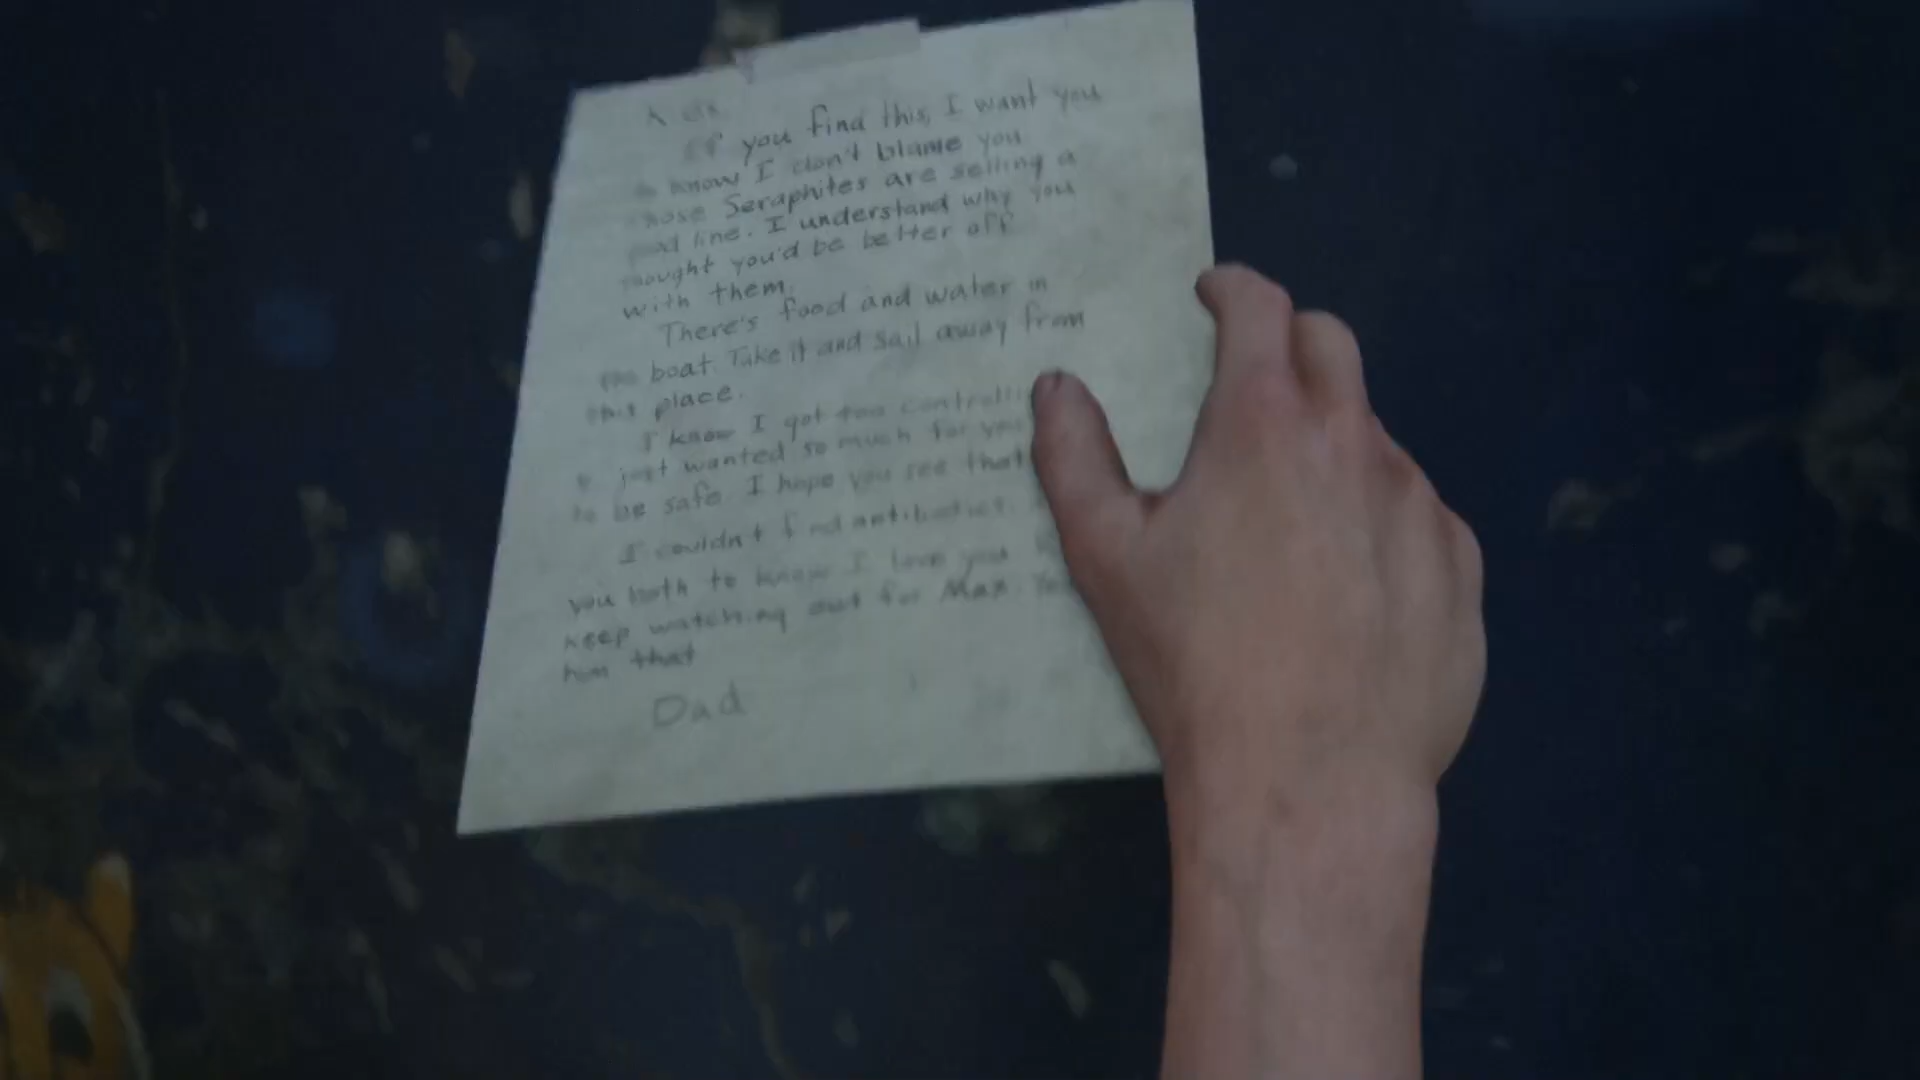 you find this, I want you
know I don't blame you
Seraphites are selling a
line. I understand why you
thought you'd be better off
with them.
There's food and water in
boat. Take it and sail away from
this place.
I know I got too
just wanted so much for you
to be safe. I hope you see that
I couldn't find antibiotics.
you both to know I love you
keep watching out for Max.
him that
Dad